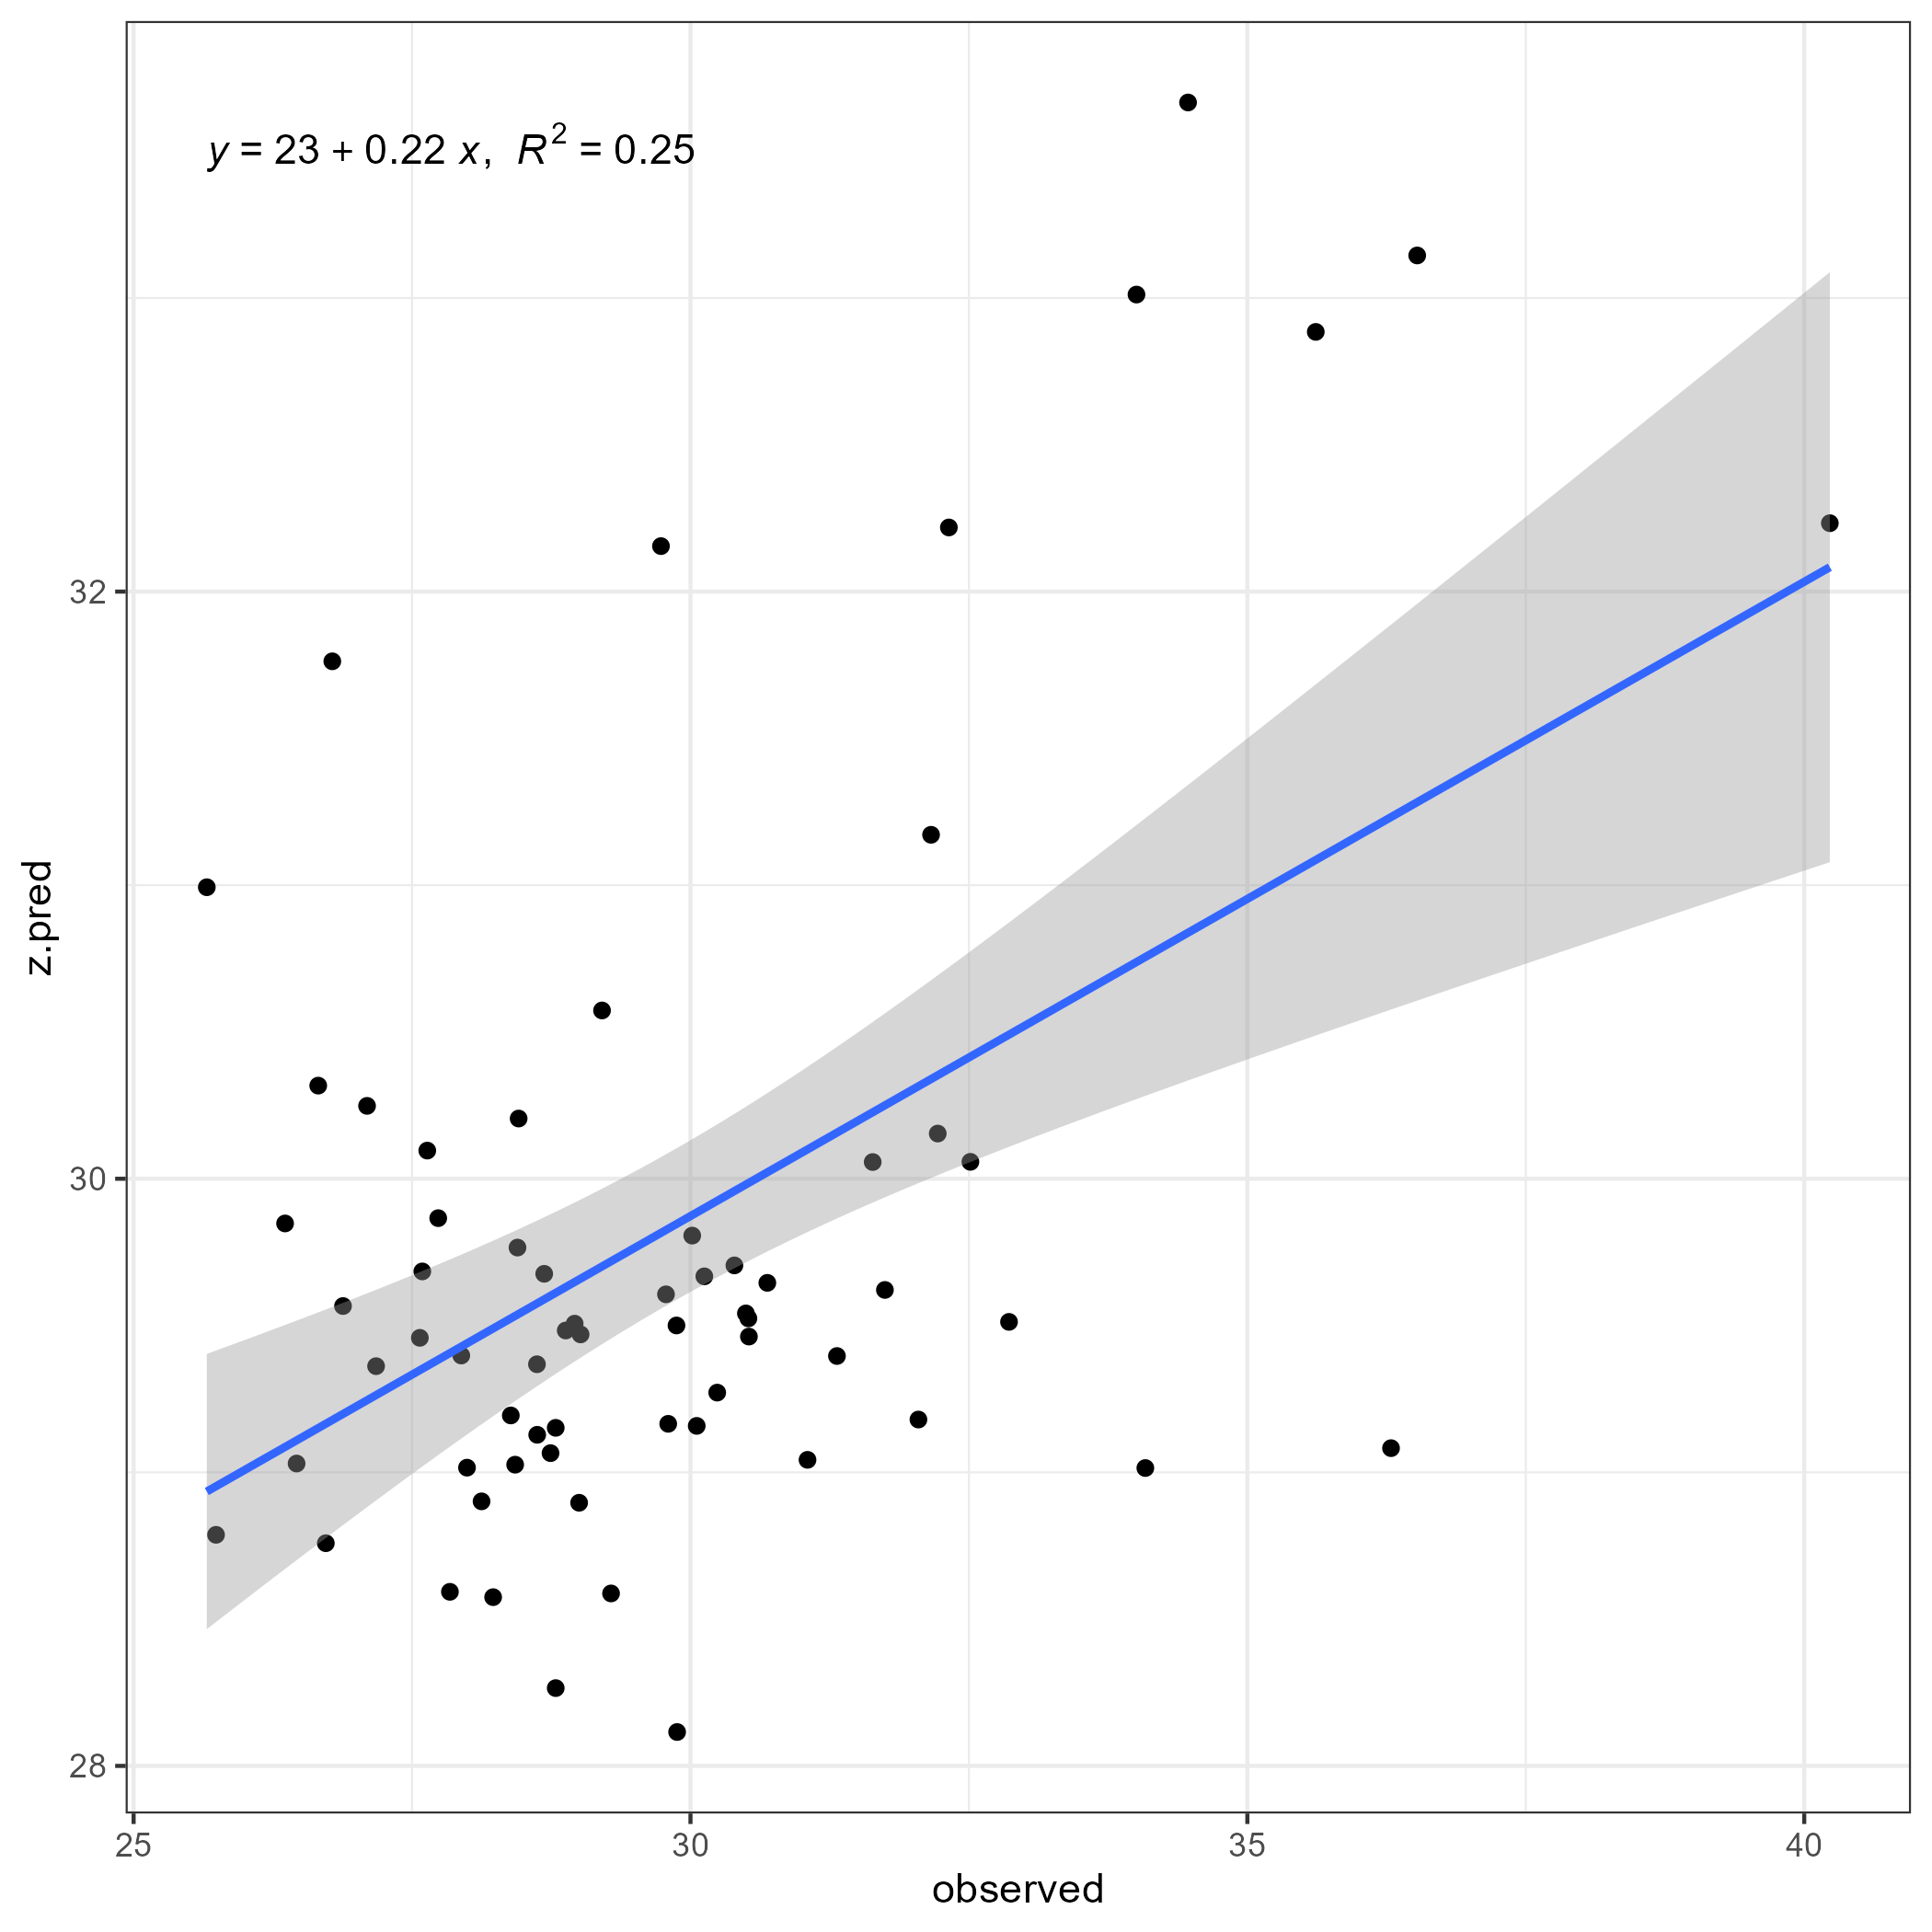 y = 23 + 0.22 x, R² = 0.25
z.pred
32
30
28
25 30 35 40
observed